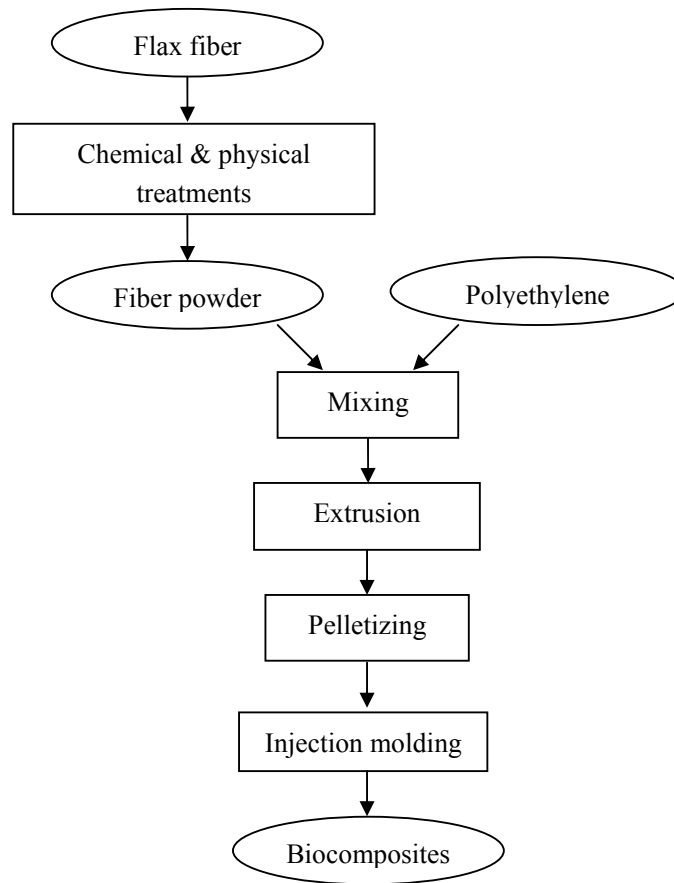 Flax fiber
Chemical & physical
treatments
Fiber powder
Polyethylene
Mixing
Extrusion
Pelletizing
Injection molding
Biocomposites